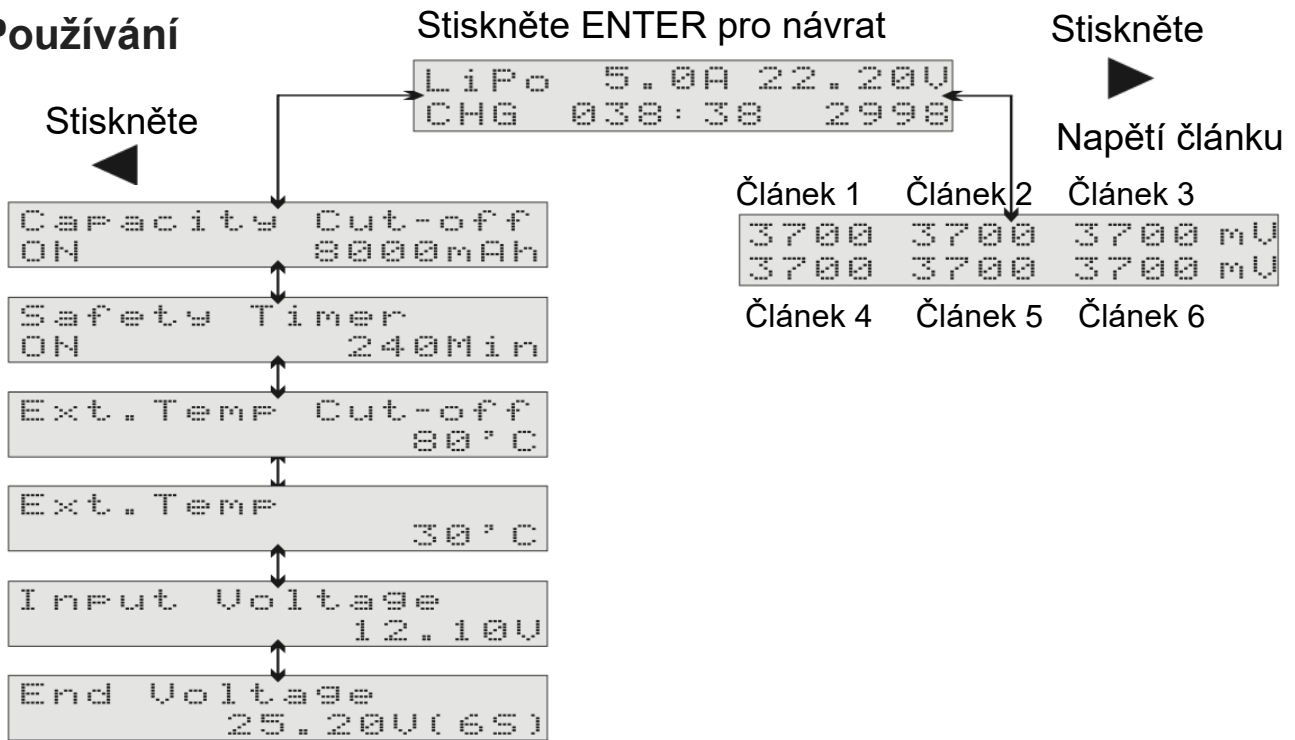 Používání
Stiskněte ENTER pro návrat
Stiskněte
LiPo 5.0A 22.20V
CHG 038:38 2998
Stiskněte
Napětí článku
Článek 1 Článek 2 Článek 3
3700 3700 3700 mV
3700 3700 3700 mV
Článek 4 Článek 5 Článek 6
Capacity Cut-off
ON 8000mAh
Safety Timer
ON 240Min
Ext.Temp Cut-off
80'C
Ext.Temp
30'C
Input Voltage
12.10V
End Voltage
25.20V(6S)